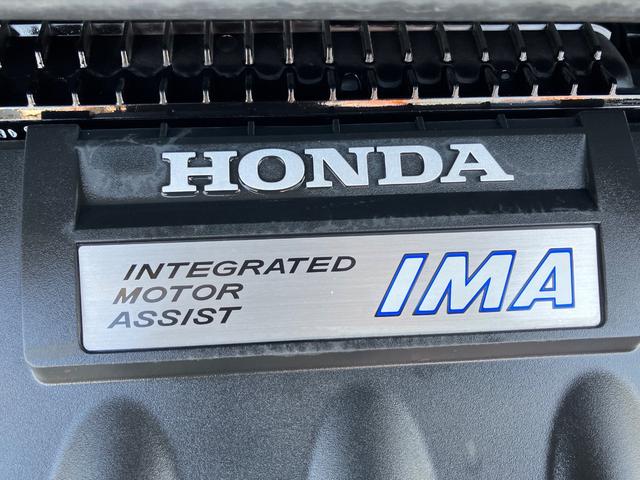 HONDA
INTEGRATED
MOTOR
ASSIST
IMA